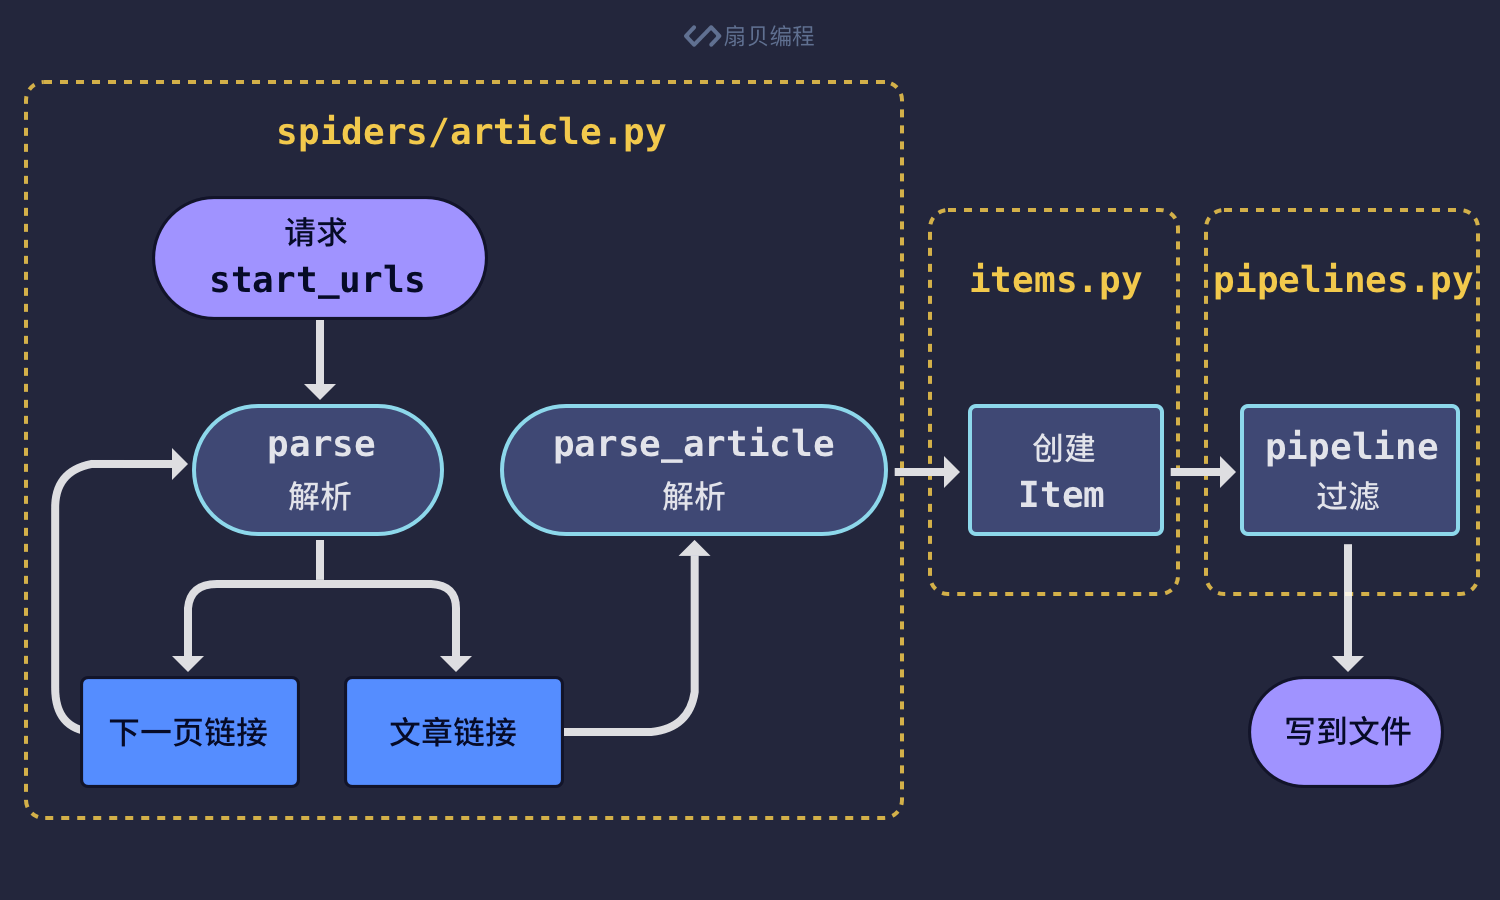 扇贝编程
spiders/article.py
请求
start_urls
items.py
pipelines.py
parse
解析
parse_article
解析
创建
Item
pipeline
过滤
下一页链接
文章链接
写到文件